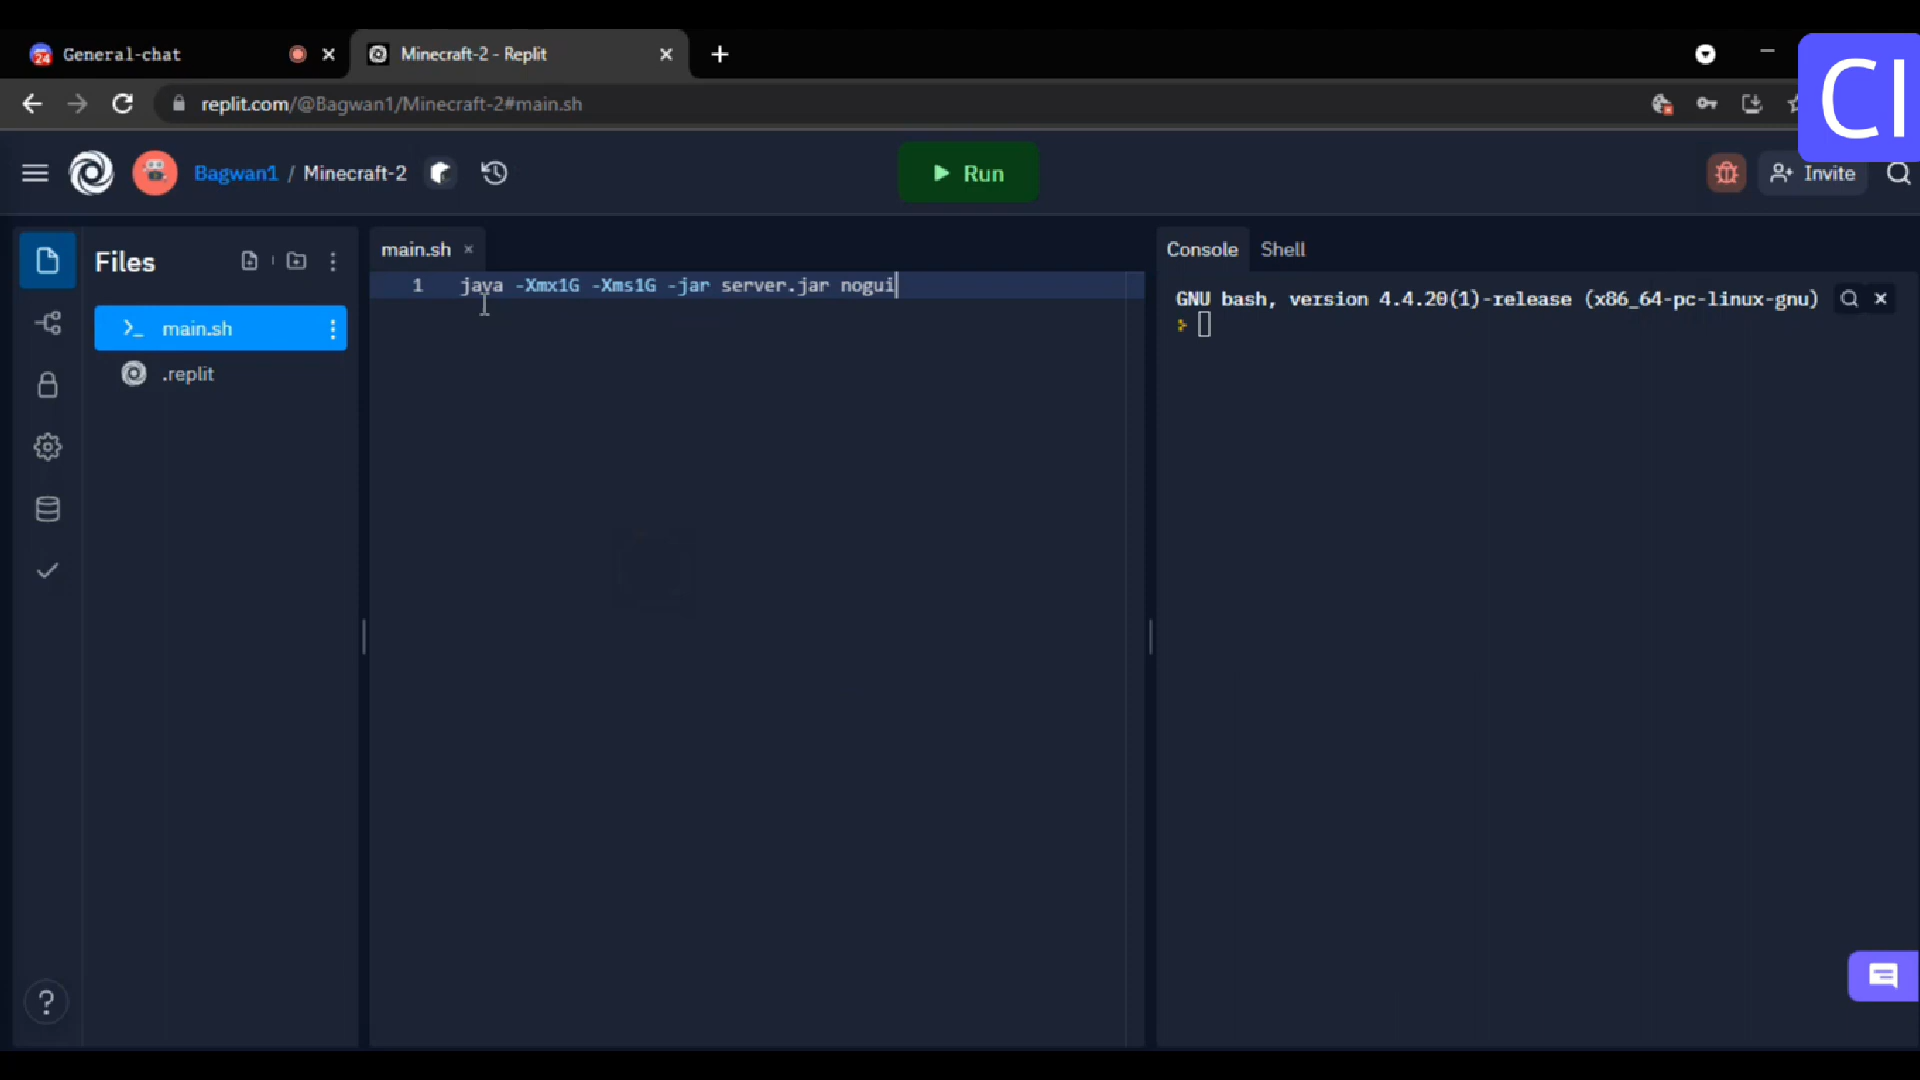 24 General-chat
Minecraft-2 - Replit
replit.com/@Bagwan1/Minecraft-2#main.sh
CI
Bagwan1 / Minecraft-2
Run
Invite
Files
main.sh
Console
Shell
1 java -Xmx1G -Xms1G -jar server.jar nogui
GNU bash, version 4.4.20(1)-release (x86_64-pc-linux-gnu)
main.sh
.replit